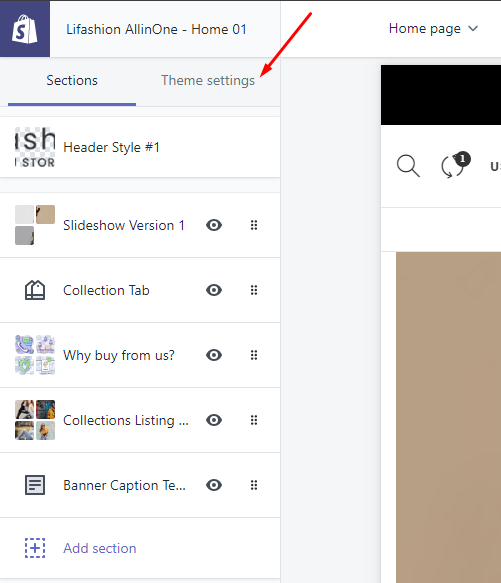 Lifashion AllinOne - Home 01
Home page
Sections
Theme settings
ash
I STOR
Header Style #1
1
U
Slideshow Version 1
Collection Tab
Why buy from us?
Collections Listing ...
Banner Caption Te...
Add section